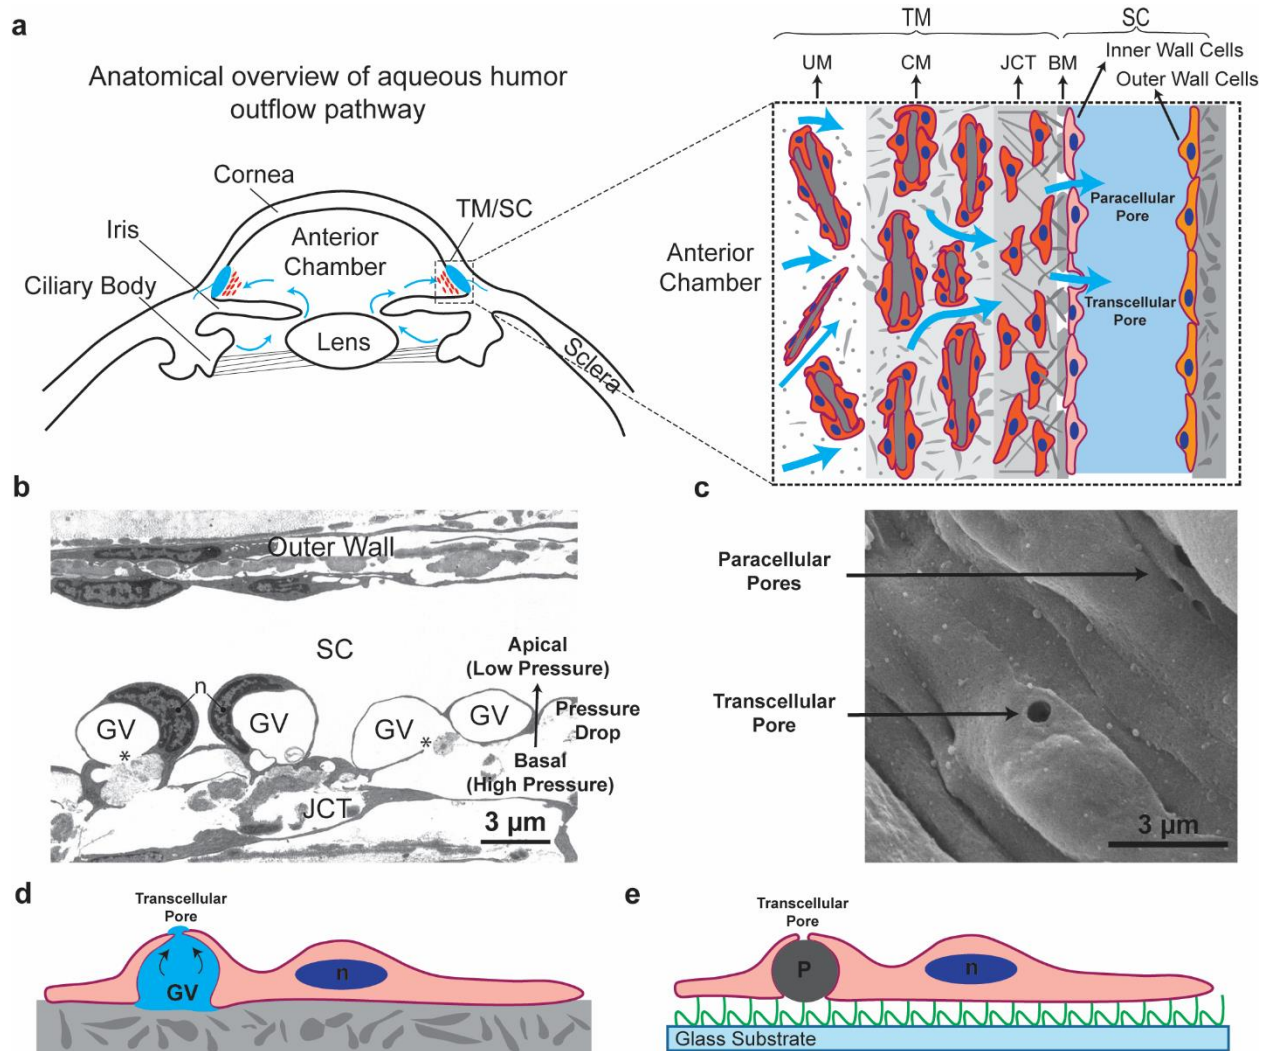 a
Anatomical overview of aqueous humor
outflow pathway
Cornea
Iris
Ciliary Body
Anterior
Chamber
TM/SC
Lens
Sclera
TM
SC
UM
CM
JCT
BM
Inner Wall Cells
Outer Wall Cells
Anterior
Chamber
Paracellular
Pore
Transcellular
Pore
b
Outer Wall
SC
n
GV
GV
GV
GV
*
*
JCT
Apical
(Low Pressure)
Pressure
Drop
Basal
(High Pressure)
3 μm
c
Paracellular
Pores
Transcellular
Pore
3 μm
d
Transcellular
Pore
GV
n
e
Transcellular
Pore
P
n
Glass Substrate